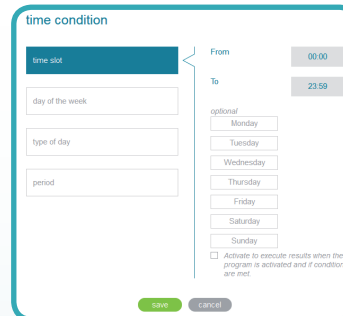 time condition
time slot
day of the week
type of day
period
From
00:00
To
23:59
optional
Monday
Tuesday
Wednesday
Thursday
Friday
Saturday
Sunday
Activate to execute results when the
program is activated and if condition
are met.
save
cancel